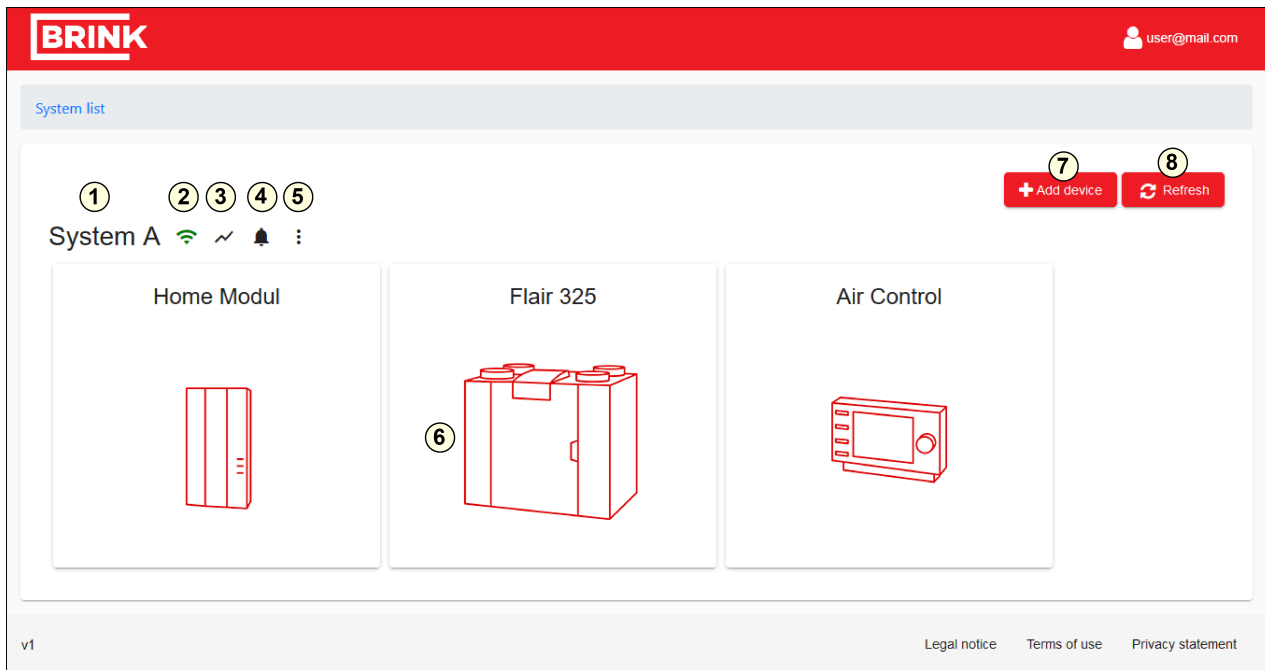 BRINK
user@mail.com
System list
7 8
Add device Refresh
1 2 3 4 5
System A
Home Modul Flair 325 Air Control
6
v1 Legal notice Terms of use Privacy statement